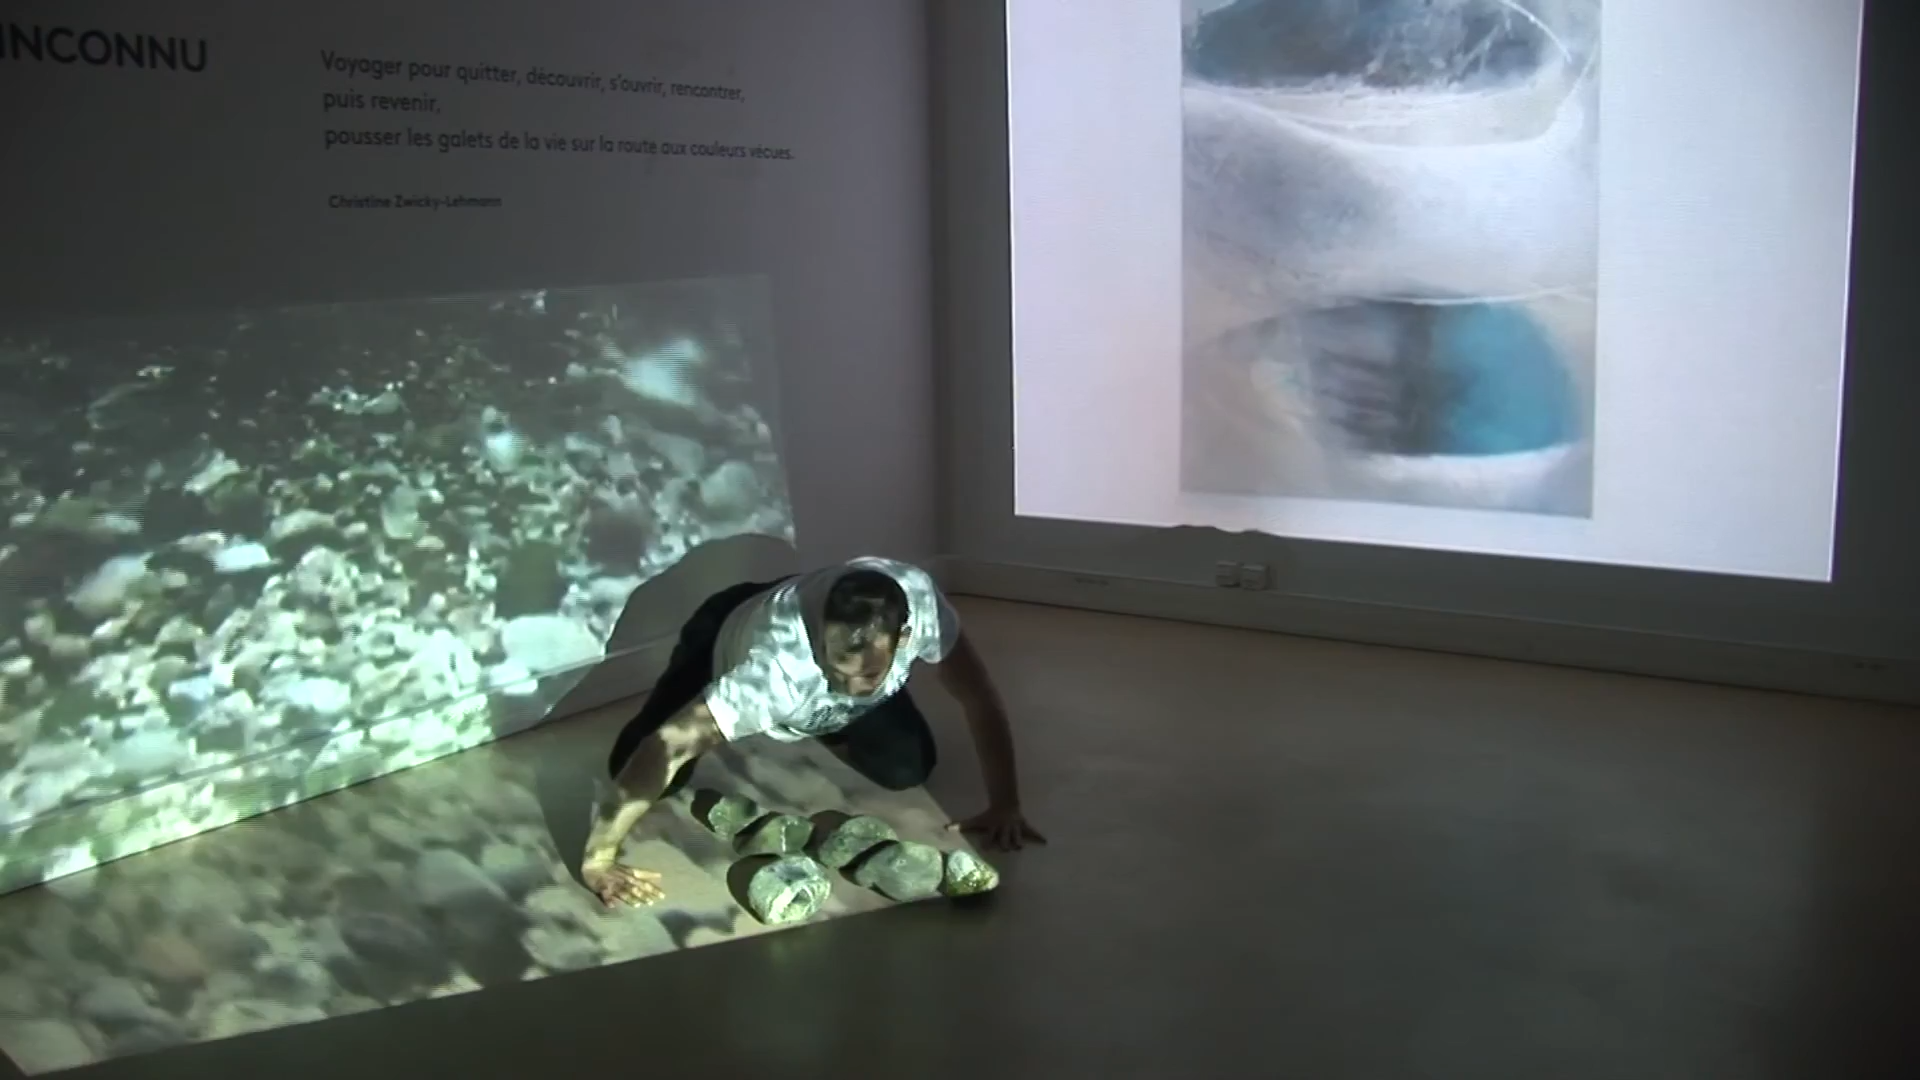 INCONNU
Voyager pour quitter, découvrir, s'ouvrir, rencontrer,
puis revenir,
pousser les galets de la vie sur la route aux couleurs vécues.
Christine Zwicky-Lehmann